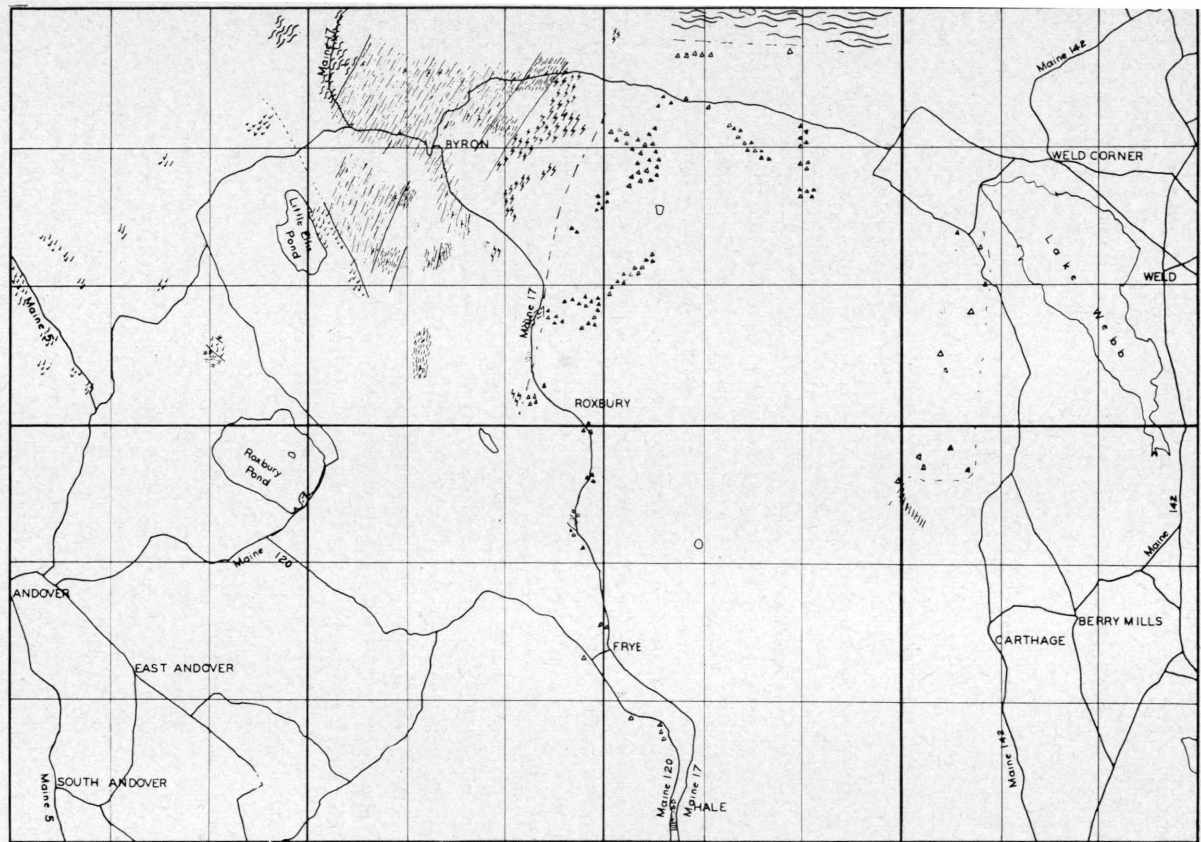 Maine 142
Maine 17
BYRON
WELD CORNER
Little Ellis
Pond
Lake Webb
WELD
Maine 5
Maine 17
ROXBURY
Roxbury
Pond
Maine 142
Maine 120
ANDOVER
BERRY MILLS
CARTHAGE
FRYE
EAST ANDOVER
Maine 142
SOUTH ANDOVER
Maine 5
Maine 120
Maine 17
HALE